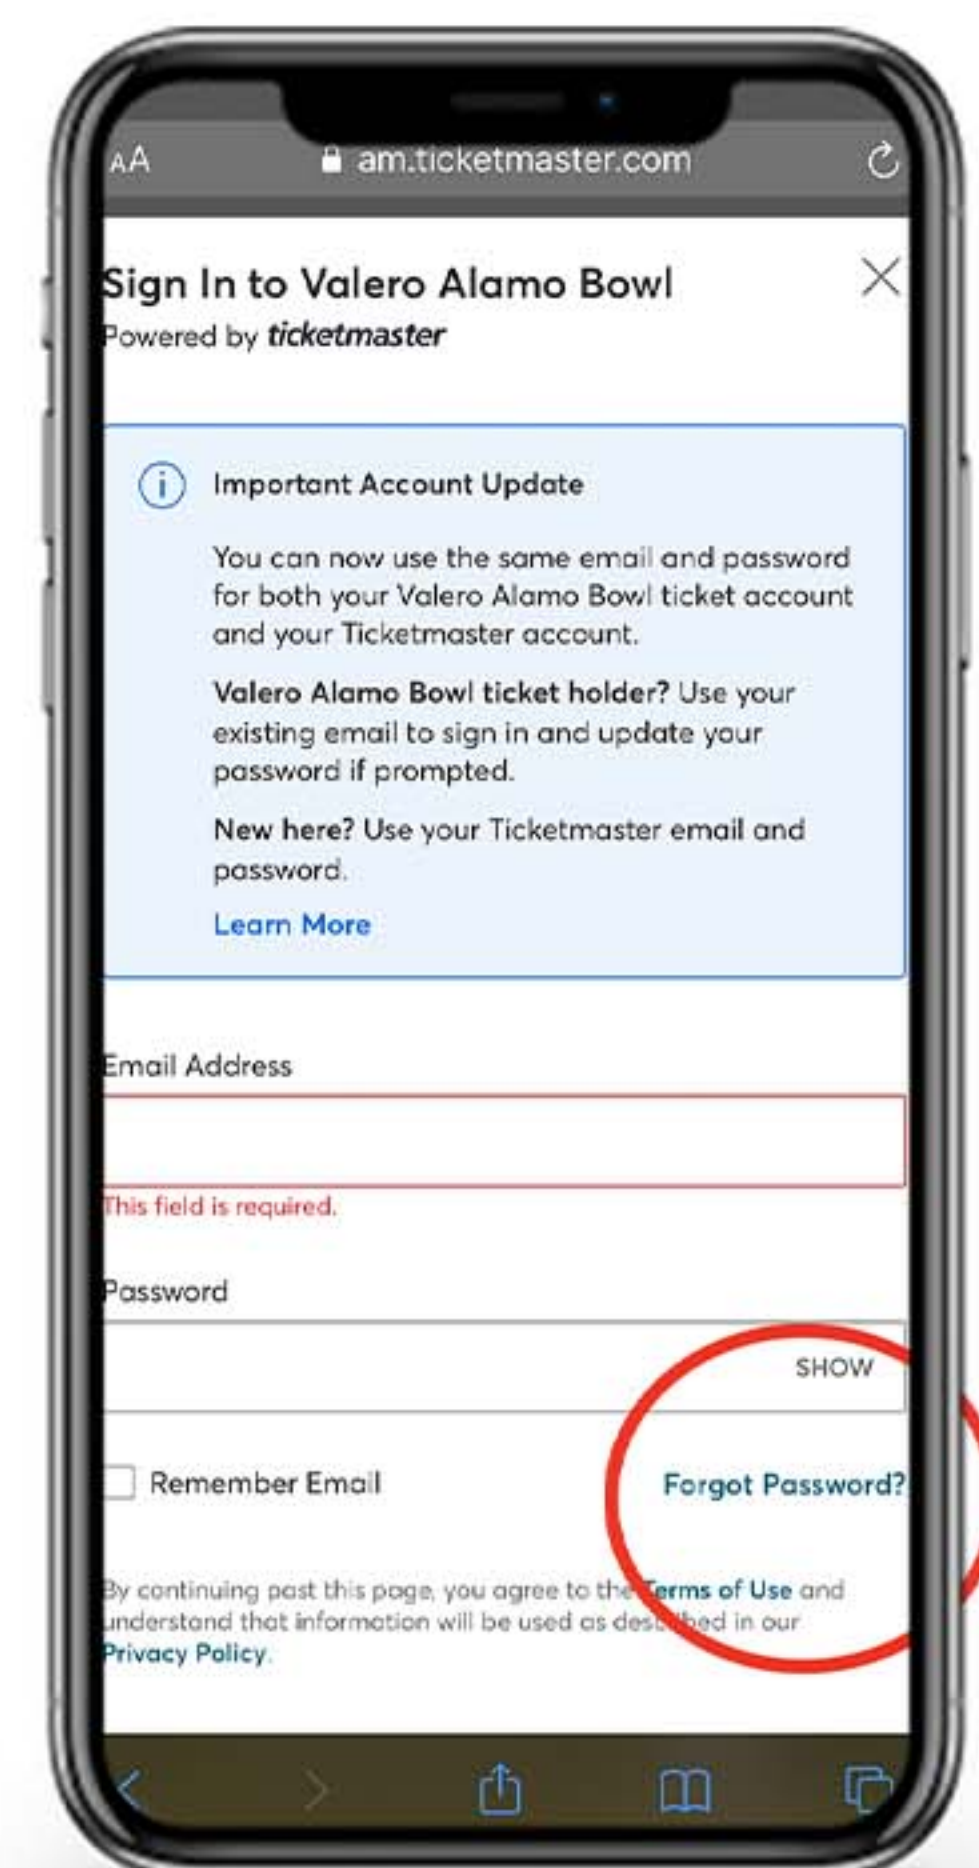 AA am.ticketmaster.com
Sign In to Valero Alamo Bowl
Powered by ticketmaster
Important Account Update
You can now use the same email and password
for both your Valero Alamo Bowl ticket account
and your Ticketmaster account.
Valero Alamo Bowl ticket holder? Use your
existing email to sign in and update your
password if prompted.
New here? Use your Ticketmaster email and
password.
Learn More
Email Address
This field is required.
Password
SHOW
Remember Email Forgot Password?
By continuing past this page, you agree to the Terms of Use and
understand that information will be used as described in our
Privacy Policy.